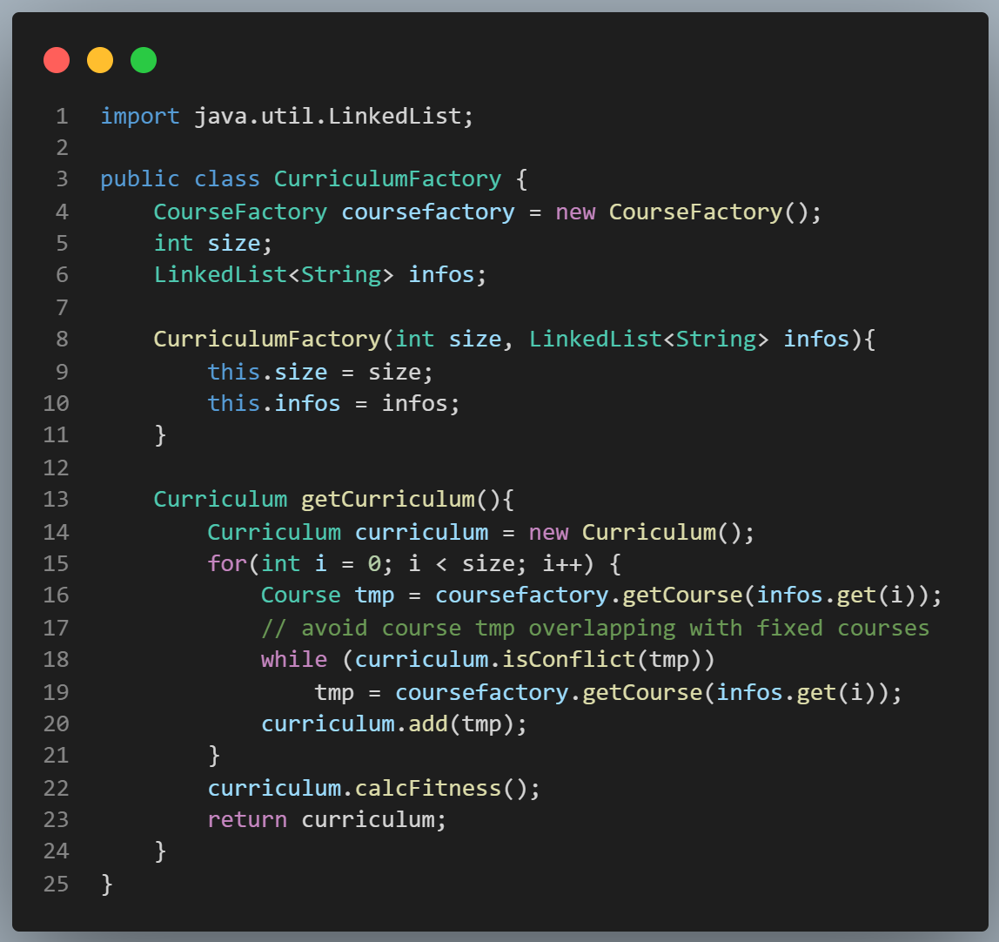 1 import java.util.LinkedList;
2
3 public class CurriculumFactory {
4     CourseFactory coursefactory = new CourseFactory();
5     int size;
6     LinkedList<String> infos;
7
8     CurriculumFactory(int size, LinkedList<String> infos){
9         this.size = size;
10         this.infos = infos;
11     }
12
13     Curriculum getCurriculum(){
14         Curriculum curriculum = new Curriculum();
15         for(int i = 0; i < size; i++) {
16             Course tmp = coursefactory.getCourse(infos.get(i));
17             // avoid course tmp overlapping with fixed courses
18             while (curriculum.isConflict(tmp))
19                 tmp = coursefactory.getCourse(infos.get(i));
20             curriculum.add(tmp);
21         }
22         curriculum.calcFitness();
23         return curriculum;
24     }
25 }